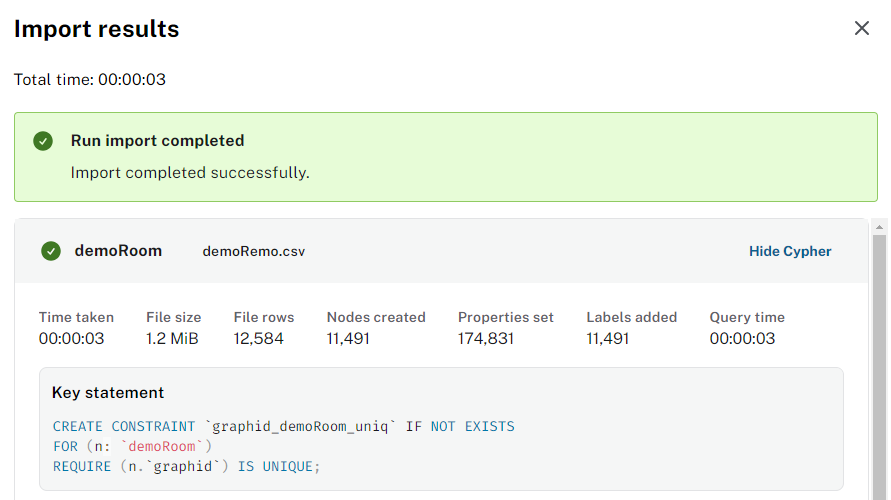 Import results
Total time: 00:00:03
Run import completed
Import completed successfully.
demoRoom demoRemo.csv Hide Cypher
Time taken File size File rows Nodes created Properties set Labels added Query time
00:00:03 1.2 MiB 12,584 11,491 174,831 11,491 00:00:03
Key statement
CREATE CONSTRAINT `graphid_demoRoom_uniq` IF NOT EXISTS
FOR (n: `demoRoom`)
REQUIRE (n.`graphid`) IS UNIQUE;